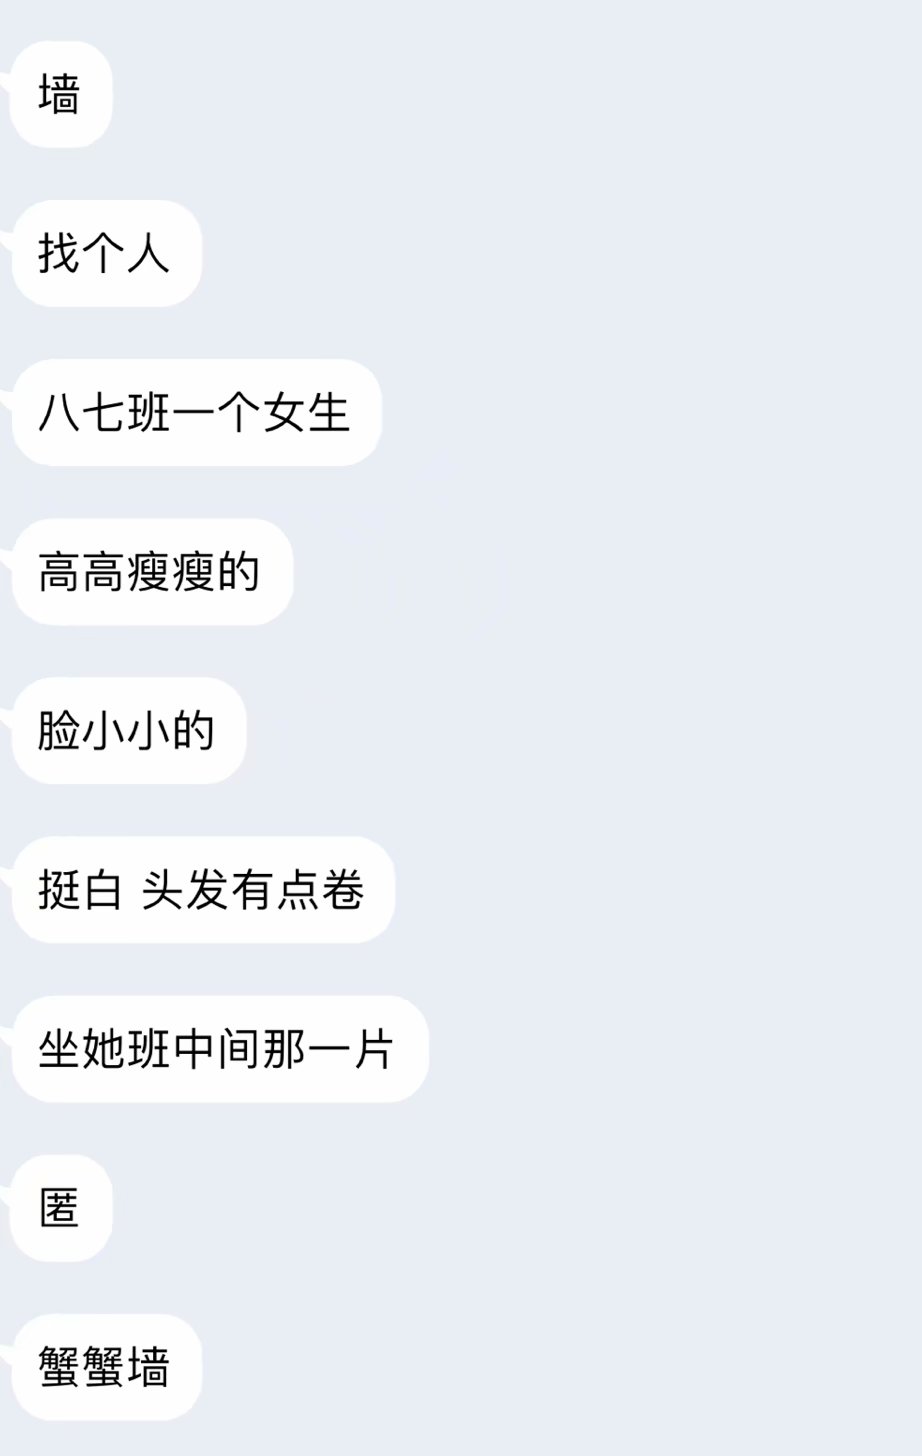 墙
找个人
八七班一个女生
高高瘦瘦的
脸小小的
挺白 头发有点卷
坐她班中间那一片
匿
蟹蟹墙